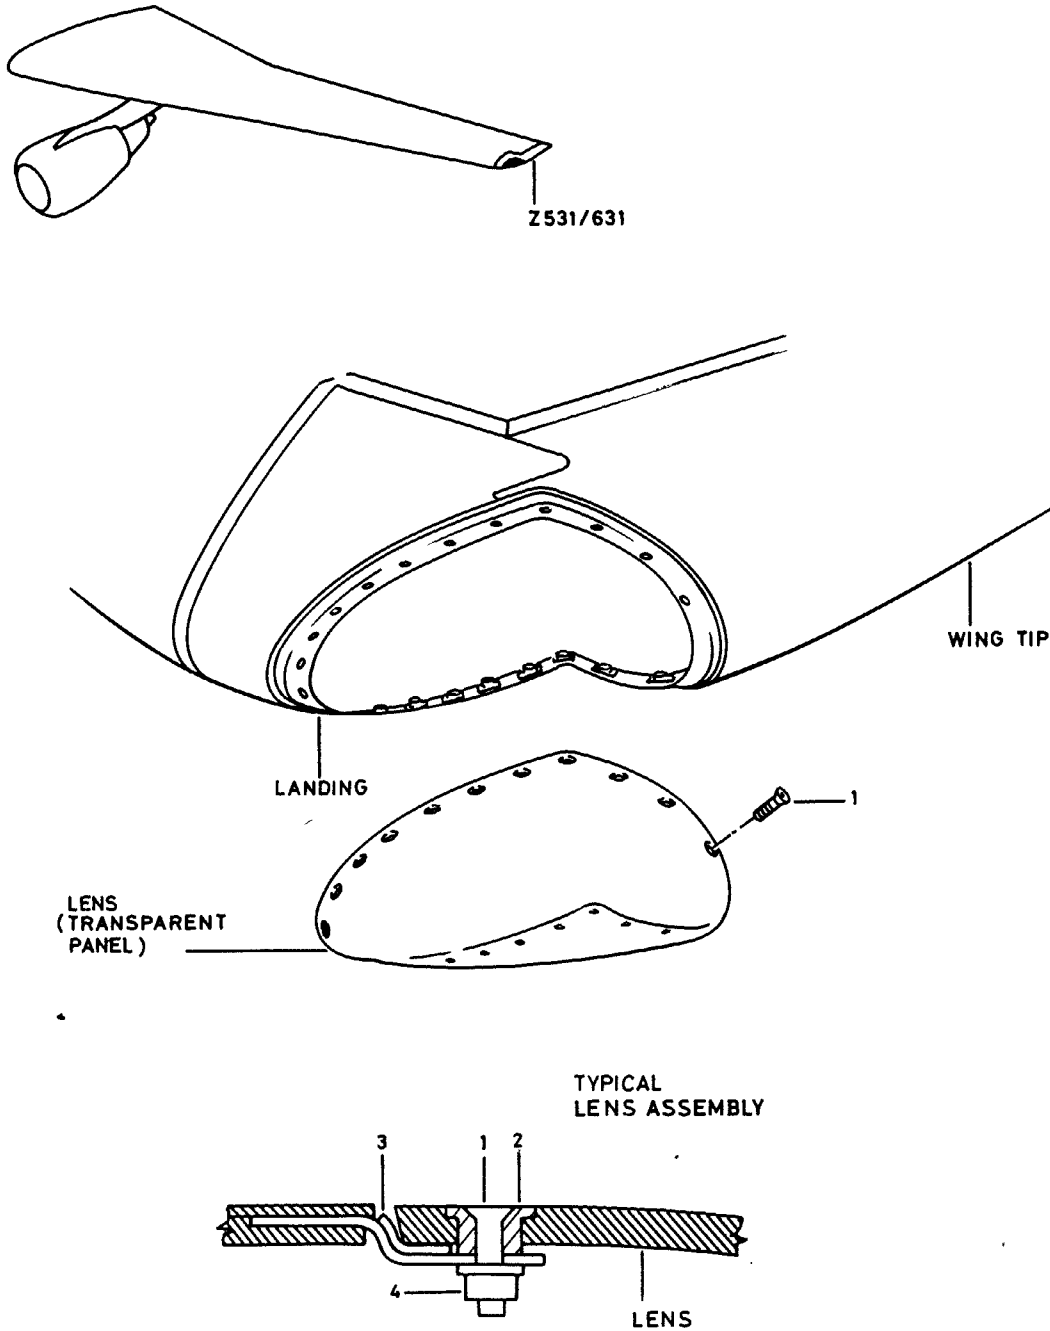 Z531/631
WING TIP
LANDING
1
LENS
(TRANSPARENT
PANEL)
TYPICAL
LENS ASSEMBLY
3
1
2
4
LENS